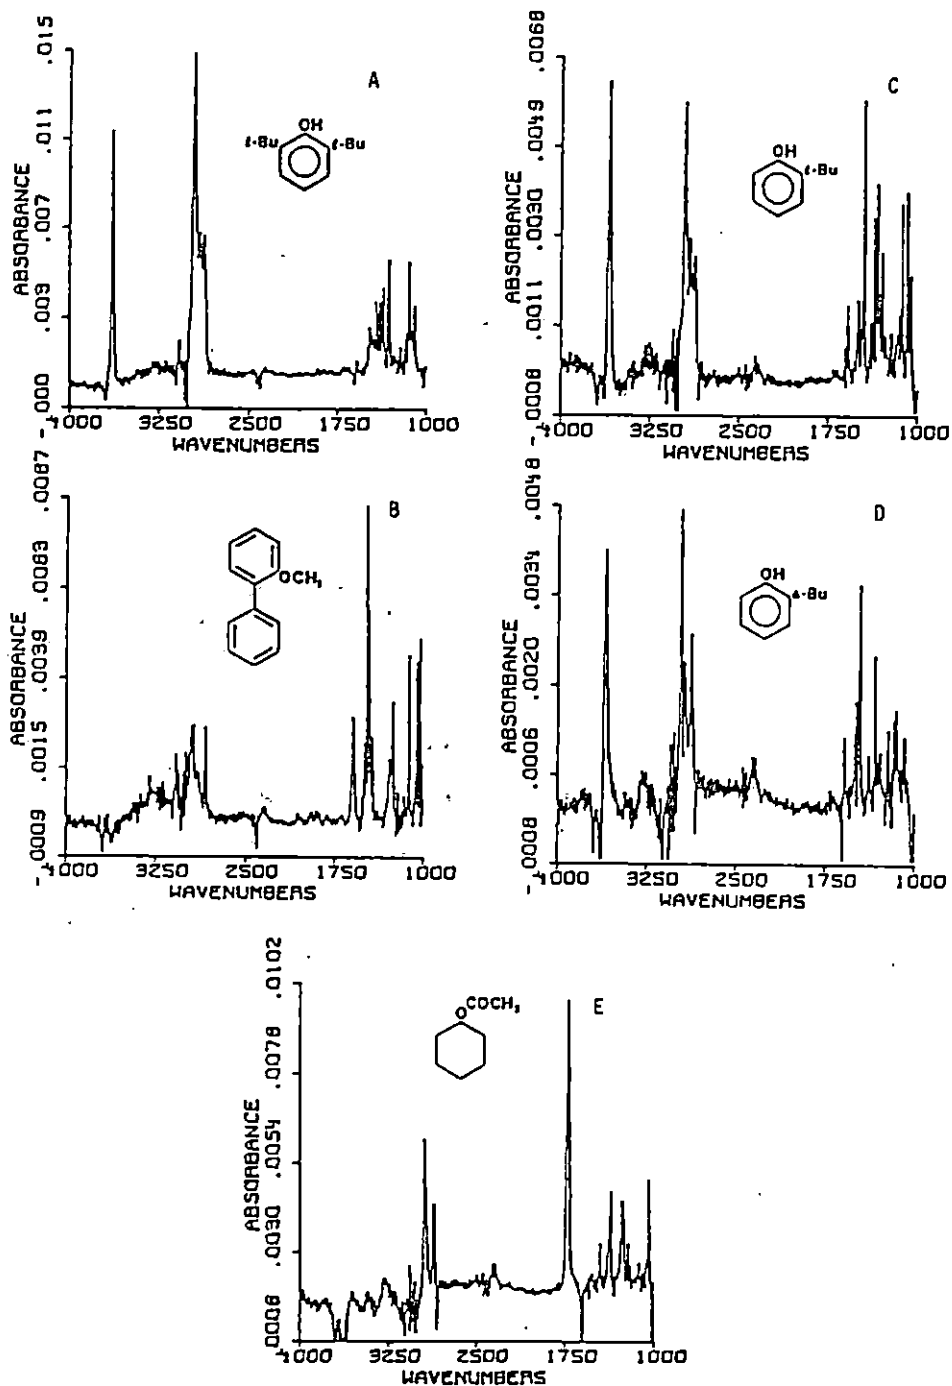 A
OH
t-Bu t-Bu
ABSORBANCE
.015
.011
.007
.003
-.000
4000 3250 2500 1750 1000
WAVENUMBERS
C
OH
t-Bu
ABSORBANCE
.0068
.0049
.0030
.0011
-.0008
4000 3250 2500 1750 1000
WAVENUMBERS
B
OCH3
ABSORBANCE
.0087
.0063
.0039
.0015
-.0009
4000 3250 2500 1750 1000
WAVENUMBERS
D
OH
s-Bu
ABSORBANCE
.0048
.0034
.0020
.0006
-.0008
4000 3250 2500 1750 1000
WAVENUMBERS
E
OCOCH3
ABSORBANCE
.0102
.0078
.0054
.0030
.0006
4000 3250 2500 1750 1000
WAVENUMBERS